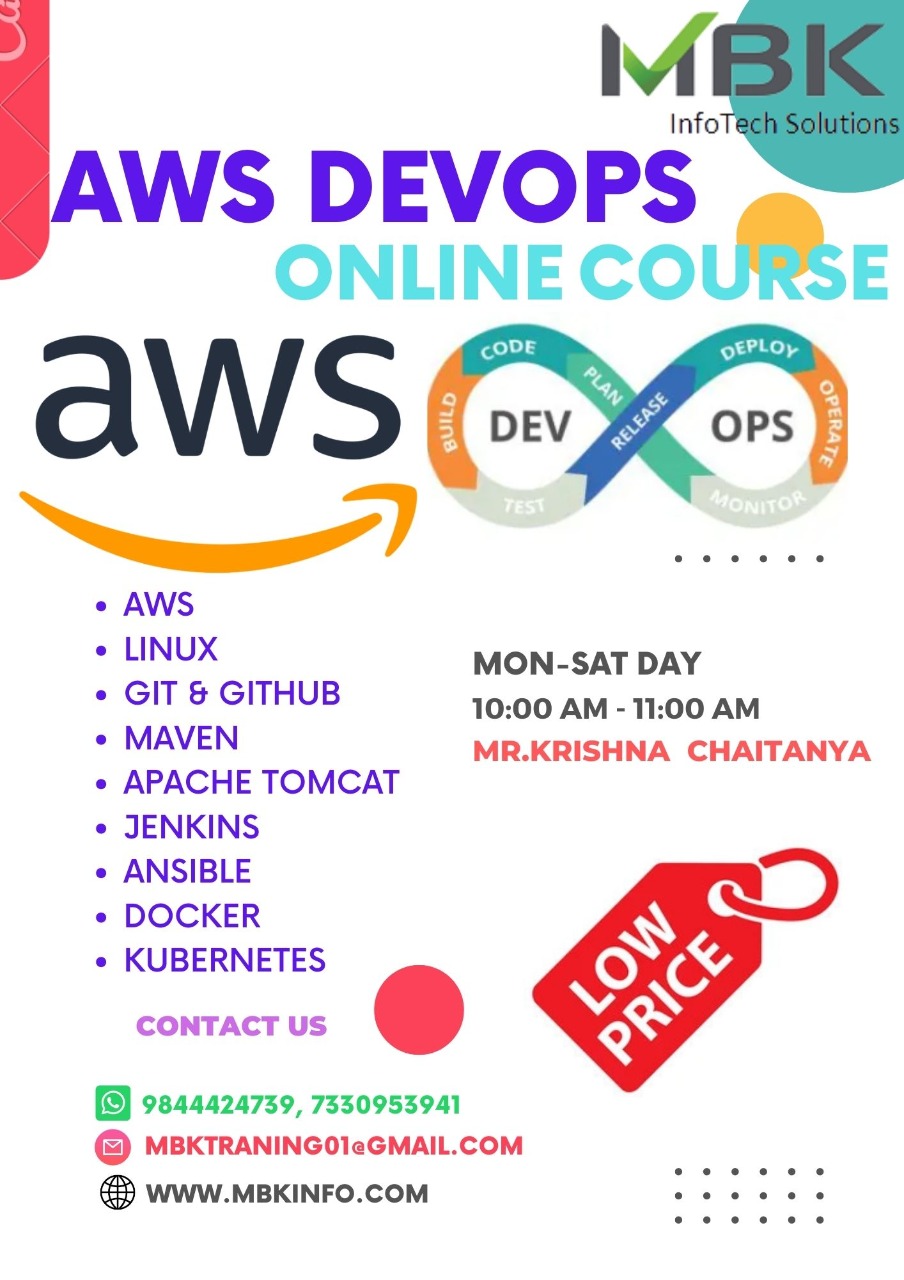 MBK
InfoTech Solutions
AWS DEVOPS
ONLINE COURSE
aws
CODE
PLAN
DEPLOY
BUILD
DEV
RELEASE
OPS
OPERATE
TEST
MONITOR
• AWS
• LINUX
• GIT & GITHUB
• MAVEN
• APACHE TOMCAT
• JENKINS
• ANSIBLE
• DOCKER
• KUBERNETES
MON-SAT DAY
10:00 AM - 11:00 AM
MR.KRISHNA CHAITANYA
LOW
PRICE
CONTACT US
9844424739, 7330953941
MBKTRANING01@GMAIL.COM
WWW.MBKINFO.COM